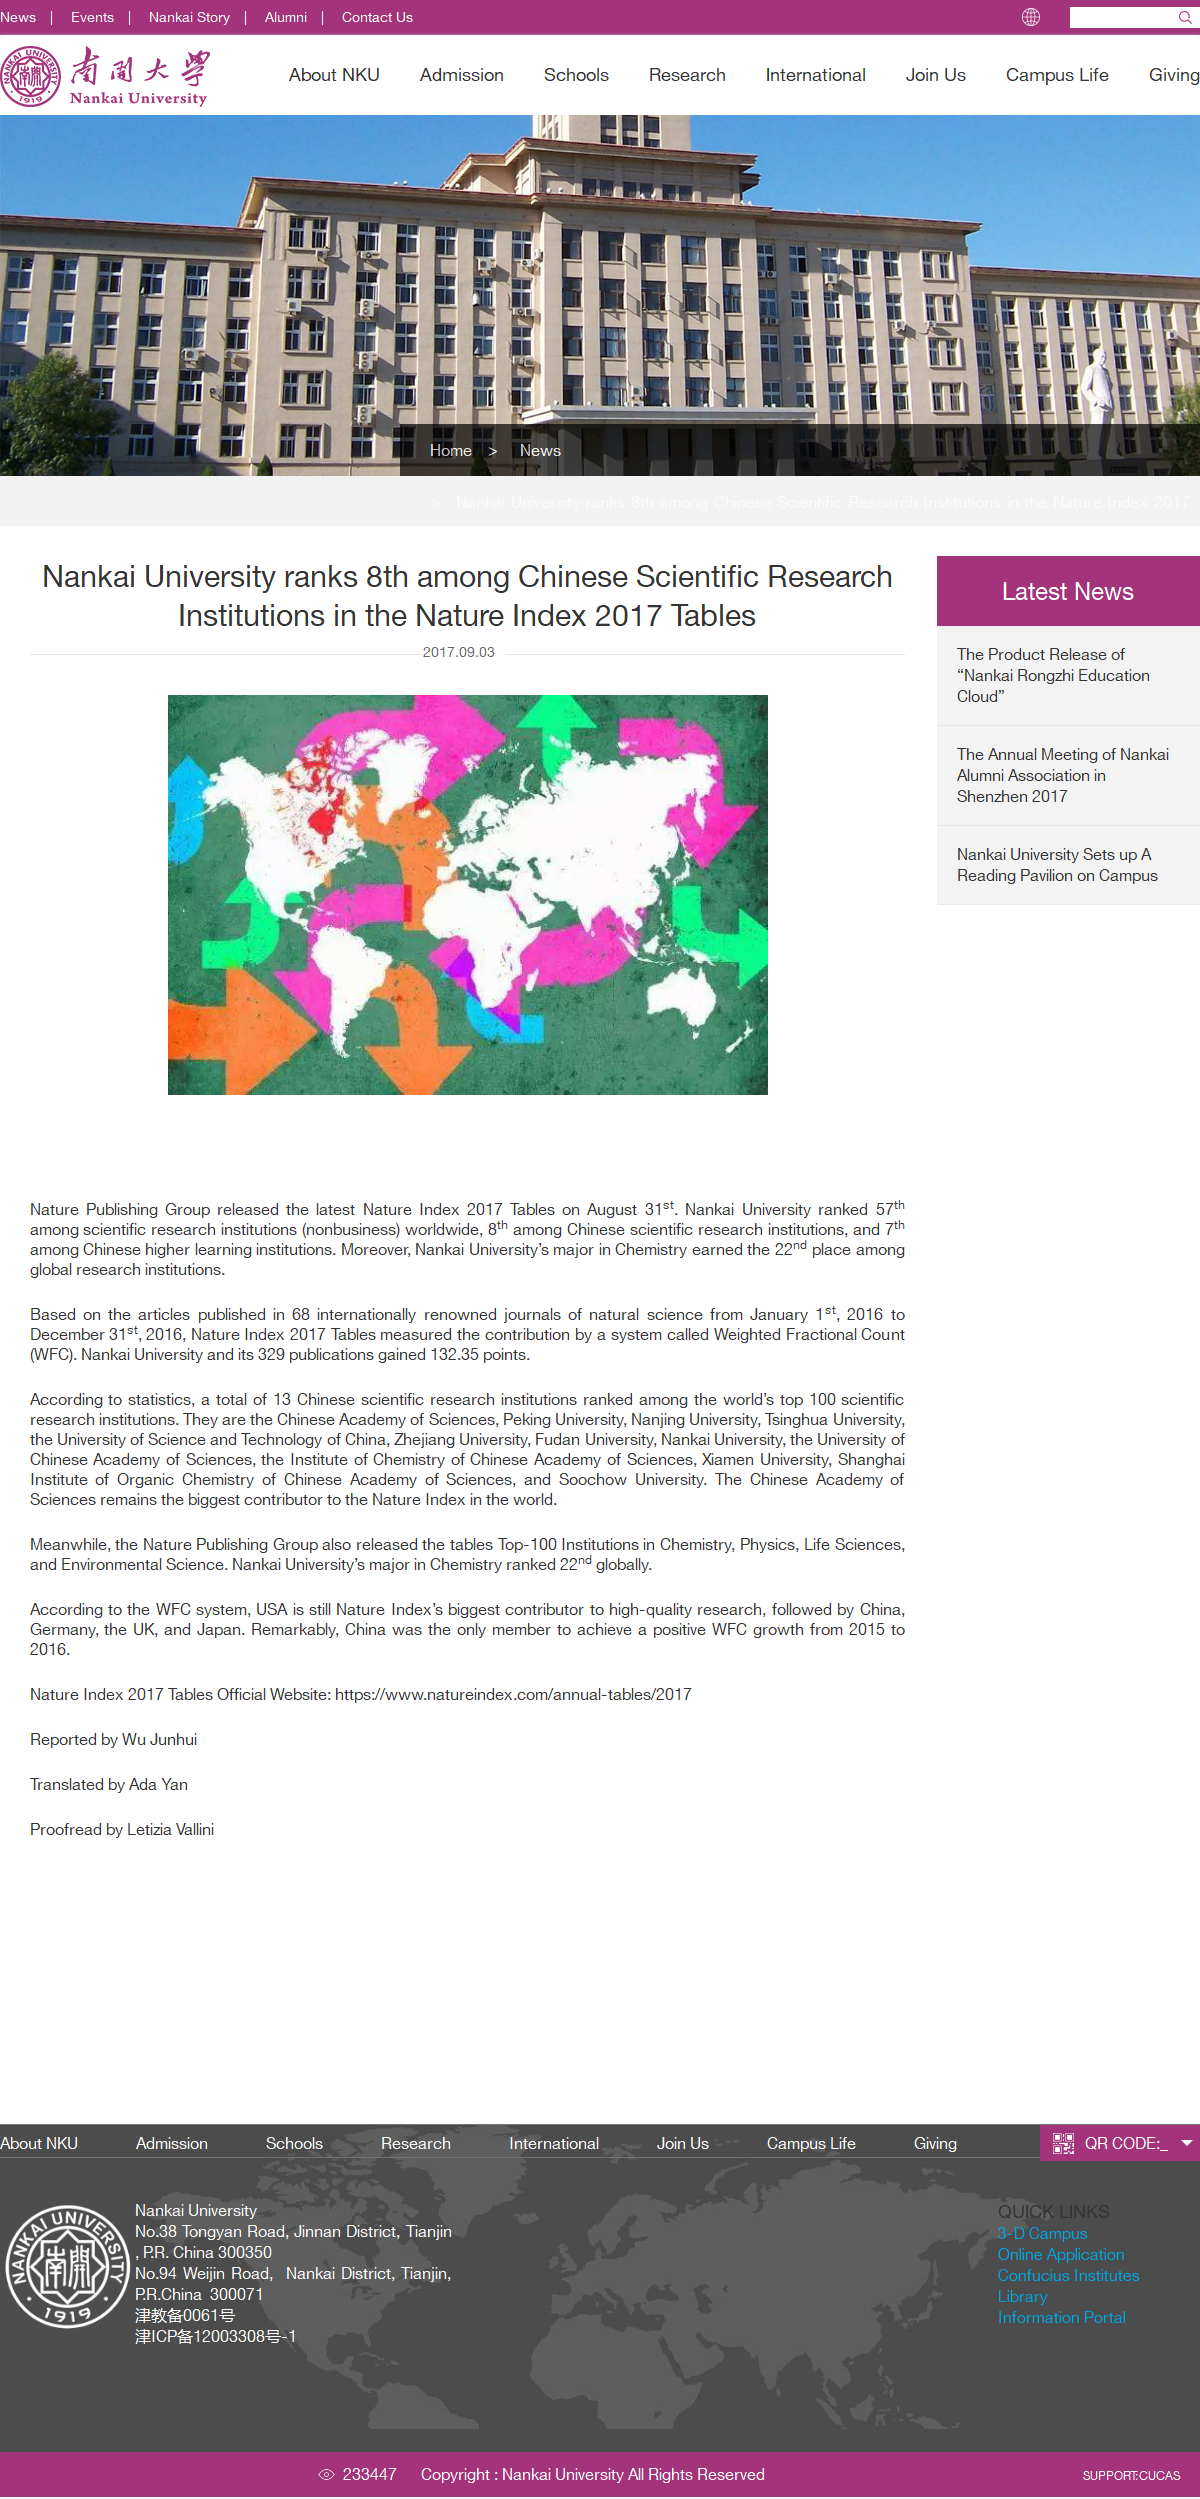 News | Events | Nankai Story | Alumni | Contact Us
NANKAI UNIVERSITY 1919 南開大學
Nankai University
About NKU Admission Schools Research International Join Us Campus Life Giving
Home > News
> Nankai University ranks 8th among Chinese Scientific Research Institutions in the Nature Index 2017
Nankai University ranks 8th among Chinese Scientific Research
Institutions in the Nature Index 2017 Tables
2017.09.03
Nature Publishing Group released the latest Nature Index 2017 Tables on August 31st. Nankai University ranked 57th
among scientific research institutions (nonbusiness) worldwide, 8th among Chinese scientific research institutions, and 7th
among Chinese higher learning institutions. Moreover, Nankai University’s major in Chemistry earned the 22nd place among
global research institutions.
Based on the articles published in 68 internationally renowned journals of natural science from January 1st, 2016 to
December 31st, 2016, Nature Index 2017 Tables measured the contribution by a system called Weighted Fractional Count
(WFC). Nankai University and its 329 publications gained 132.35 points.
According to statistics, a total of 13 Chinese scientific research institutions ranked among the world’s top 100 scientific
research institutions. They are the Chinese Academy of Sciences, Peking University, Nanjing University, Tsinghua University,
the University of Science and Technology of China, Zhejiang University, Fudan University, Nankai University, the University of
Chinese Academy of Sciences, the Institute of Chemistry of Chinese Academy of Sciences, Xiamen University, Shanghai
Institute of Organic Chemistry of Chinese Academy of Sciences, and Soochow University. The Chinese Academy of
Sciences remains the biggest contributor to the Nature Index in the world.
Meanwhile, the Nature Publishing Group also released the tables Top-100 Institutions in Chemistry, Physics, Life Sciences,
and Environmental Science. Nankai University’s major in Chemistry ranked 22nd globally.
According to the WFC system, USA is still Nature Index’s biggest contributor to high-quality research, followed by China,
Germany, the UK, and Japan. Remarkably, China was the only member to achieve a positive WFC growth from 2015 to
2016.
Nature Index 2017 Tables Official Website: https://www.natureindex.com/annual-tables/2017
Reported by Wu Junhui
Translated by Ada Yan
Proofread by Letizia Vallini
Latest News
The Product Release of
“Nankai Rongzhi Education
Cloud”
The Annual Meeting of Nankai
Alumni Association in
Shenzhen 2017
Nankai University Sets up A
Reading Pavilion on Campus
About NKU Admission Schools Research International Join Us Campus Life Giving
QR CODE:_
NANKAI UNIVERSITY 南開 1919
Nankai University
No.38 Tongyan Road, Jinnan District, Tianjin
, P.R. China 300350
No.94 Weijin Road, Nankai District, Tianjin,
P.R.China 300071
津教备0061号
津ICP备12003308号-1
QUICK LINKS
3-D Campus
Online Application
Confucius Institutes
Library
Information Portal
233447 Copyright : Nankai University All Rights Reserved
SUPPORT:CUCAS